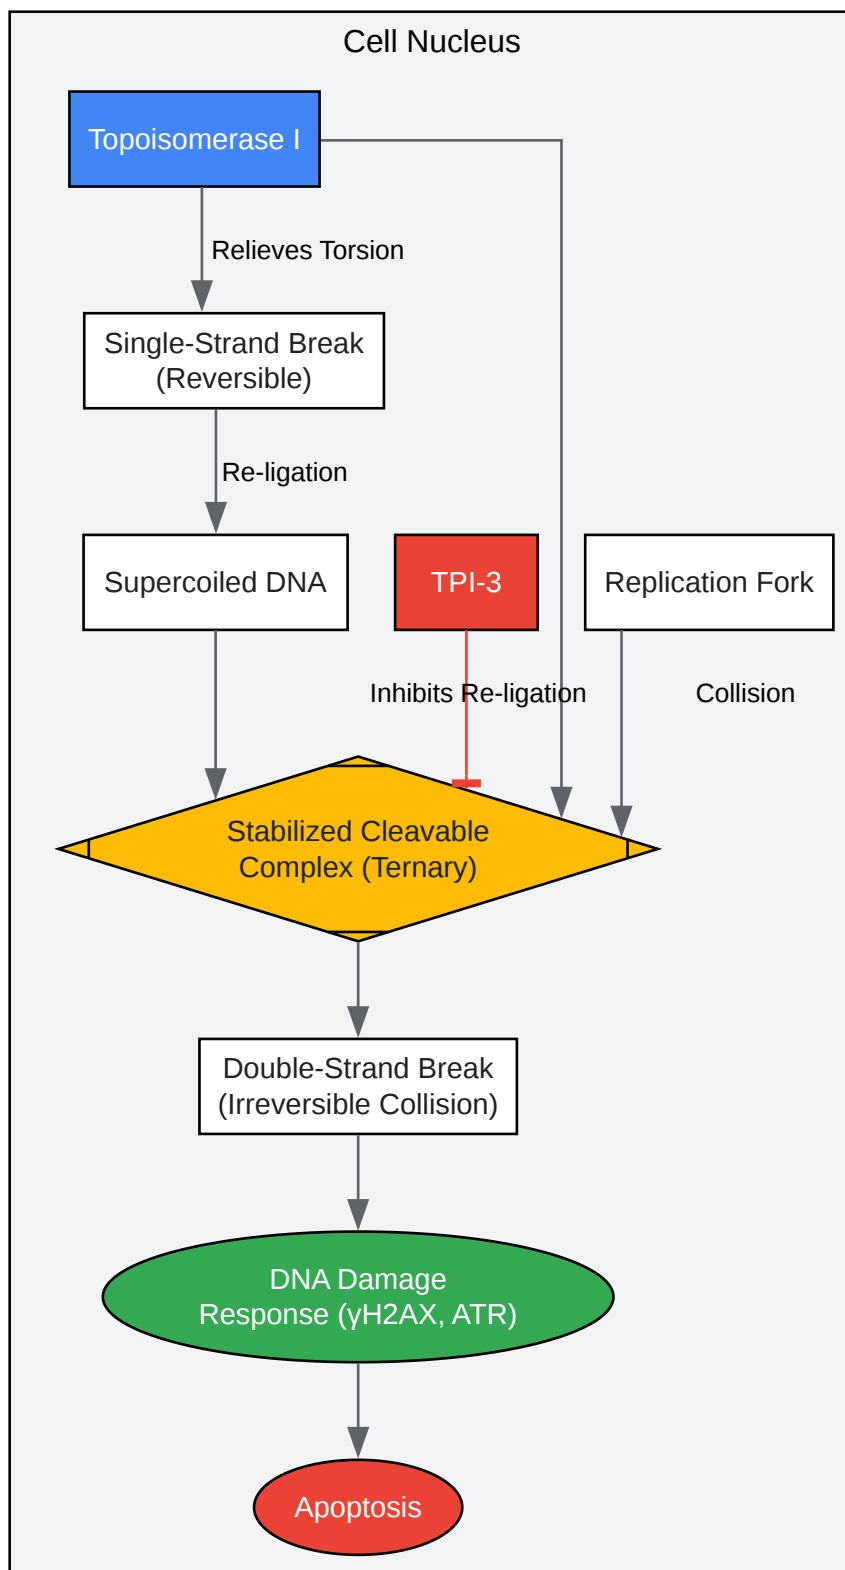 Cell Nucleus
Topoisomerase I
Relieves Torsion
Single-Strand Break
(Reversible)
Re-ligation
Supercoiled DNA
TPI-3
Replication Fork
Inhibits Re-ligation
Collision
Stabilized Cleavable
Complex (Ternary)
Double-Strand Break
(Irreversible Collision)
DNA Damage
Response (γH2AX, ATR)
Apoptosis